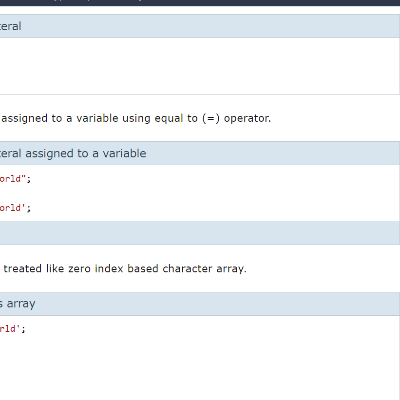 teral
assigned to a variable using equal to (=) operator.
teral assigned to a variable
orld";
orld';
treated like zero index based character array.
s array
rld';